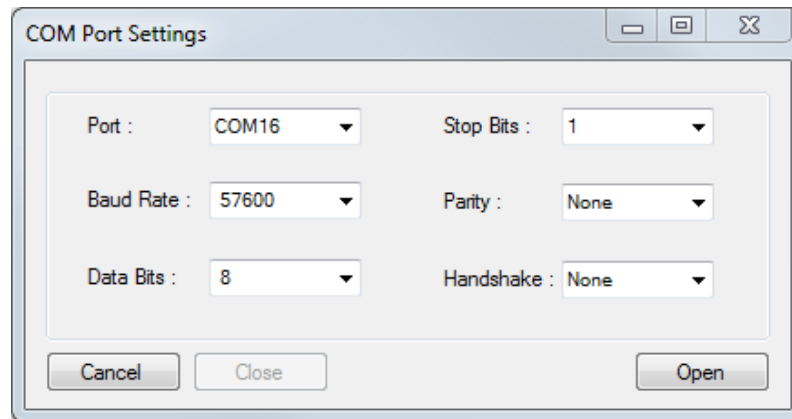 COM Port Settings
Port : COM16 Stop Bits : 1
Baud Rate : 57600 Parity : None
Data Bits : 8 Handshake : None
Cancel Close Open